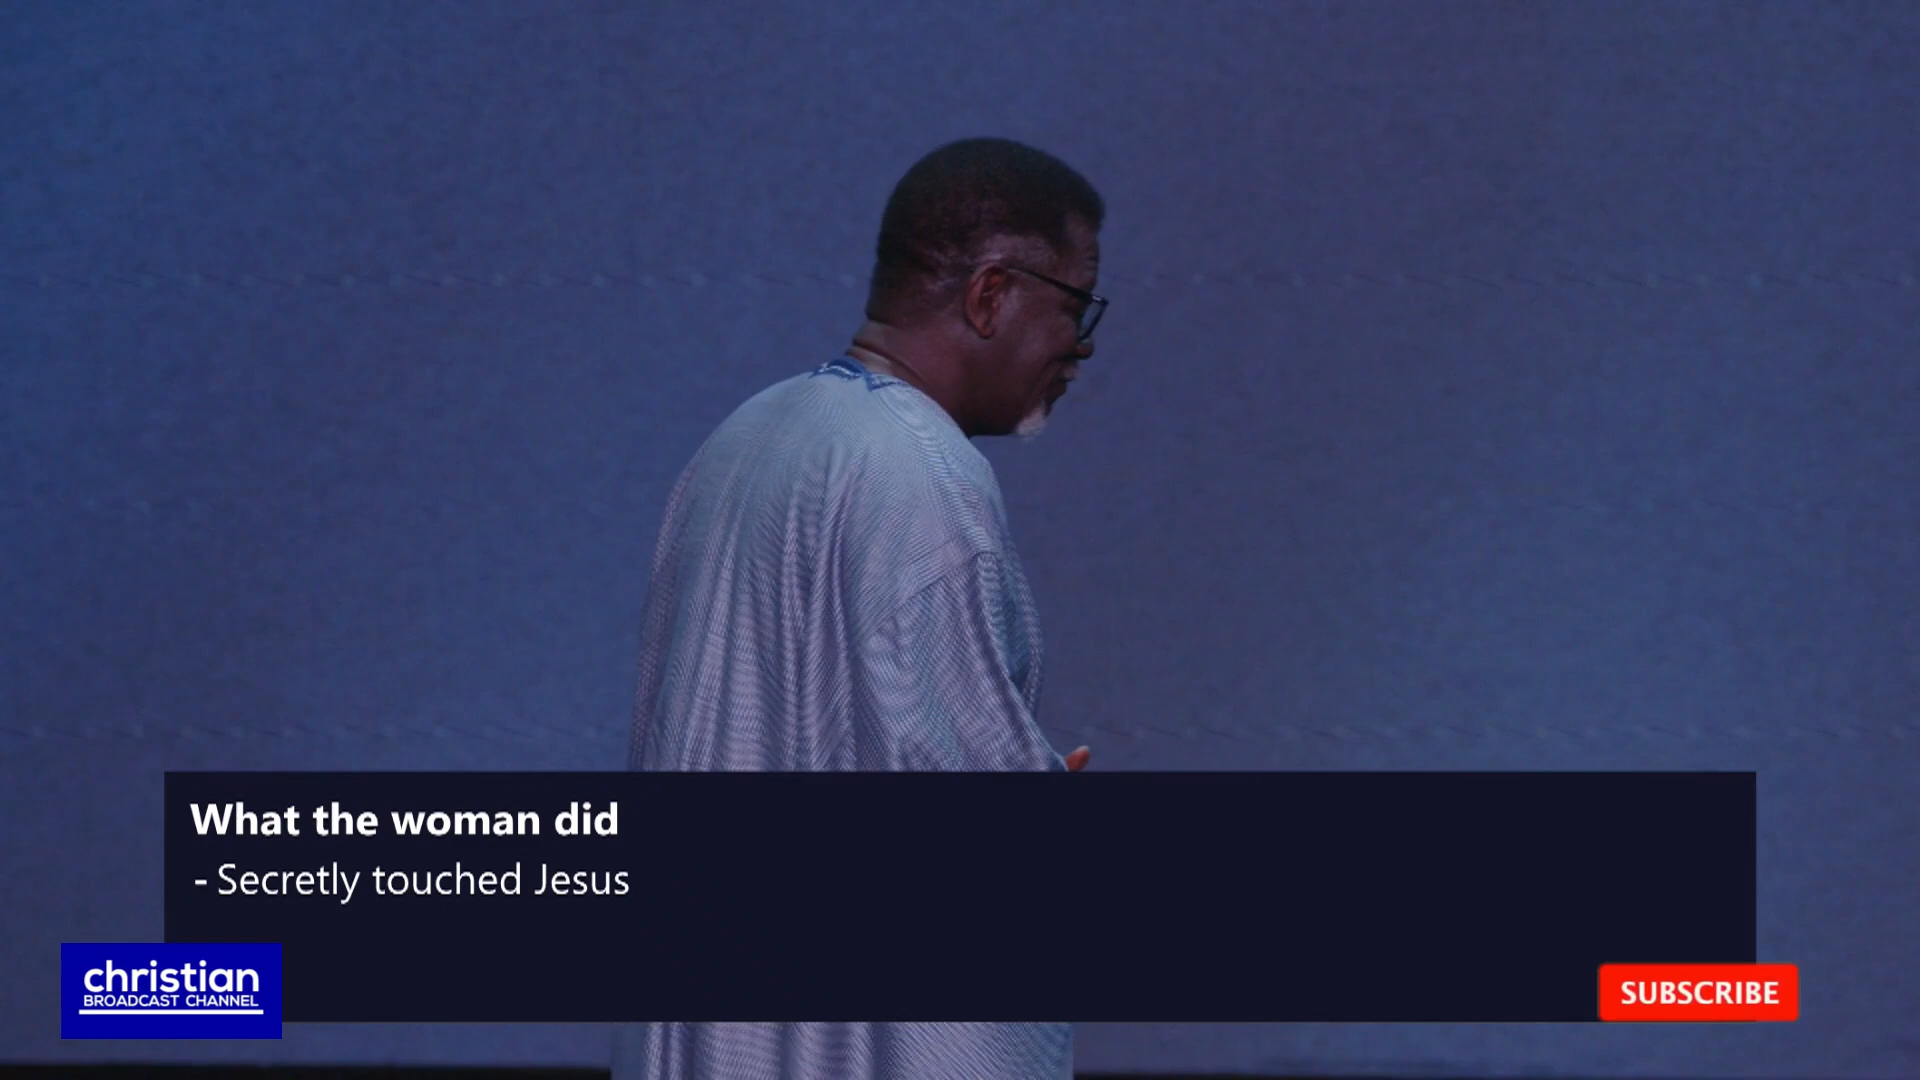 What the woman did
- Secretly touched Jesus
christian
BROADCAST CHANNEL
SUBSCRIBE